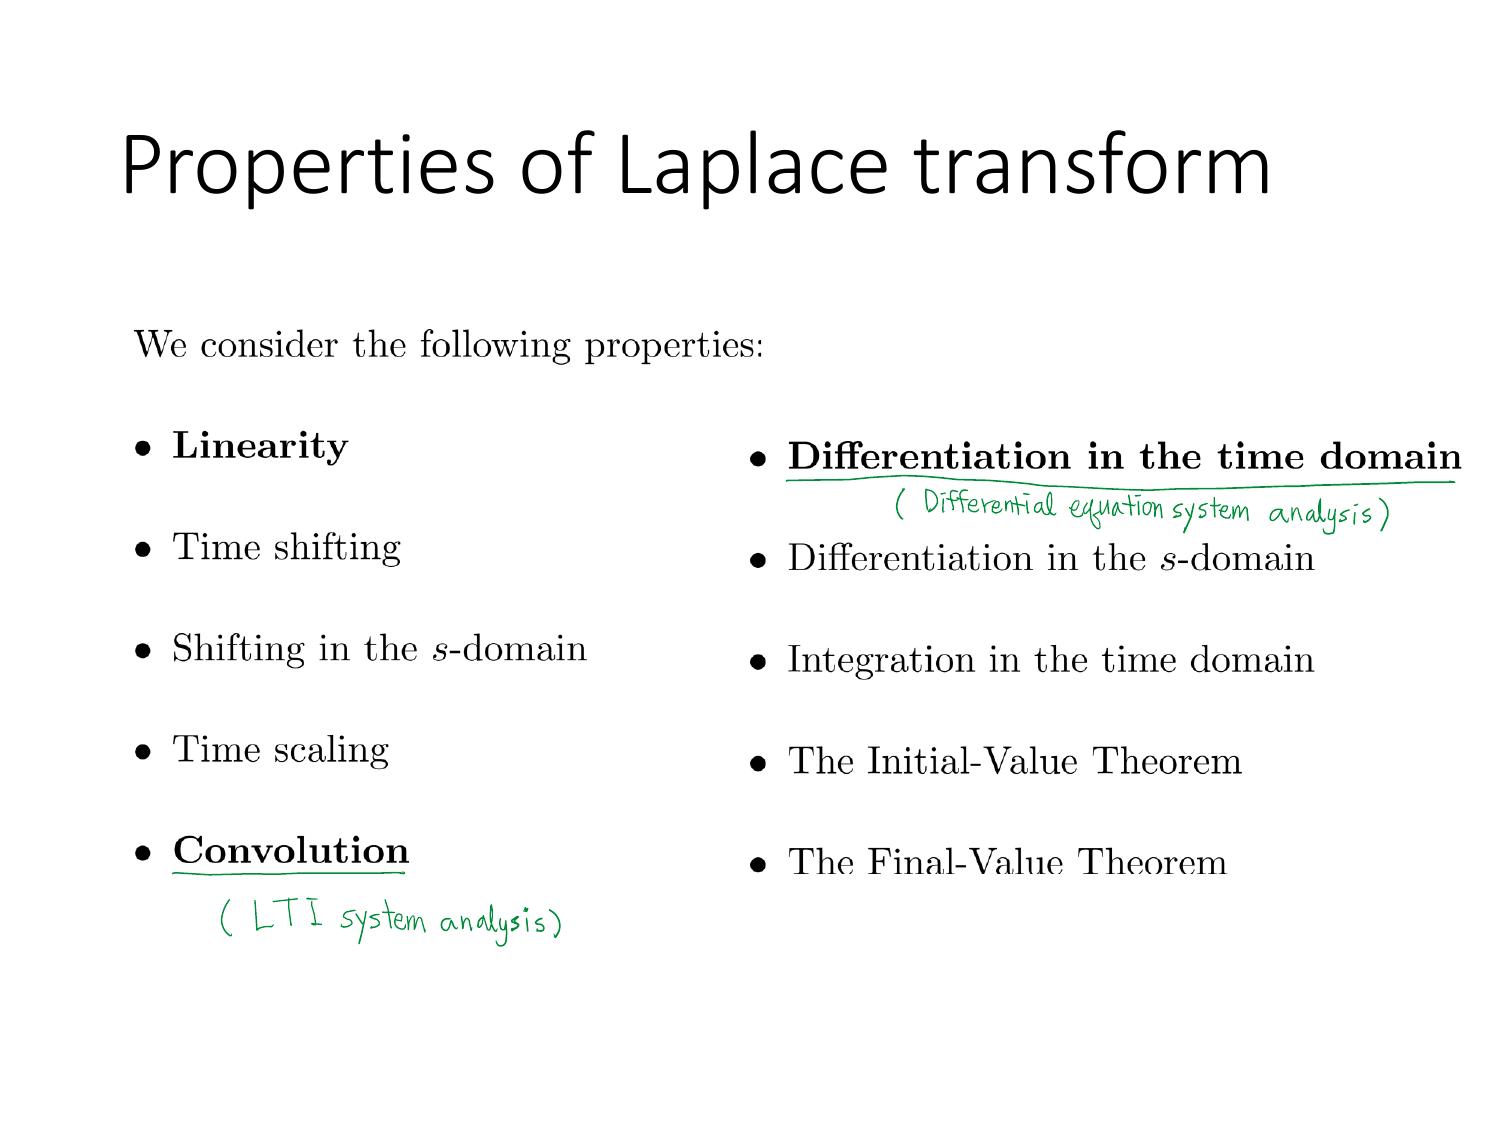 Properties of Laplace transform
We consider the following properties:
• Linearity
• Time shifting
• Shifting in the s-domain
• Time scaling
• Convolution
( LTI system analysis)
• Differentiation in the time domain
( Differential equation system analysis)
• Differentiation in the s-domain
• Integration in the time domain
• The Initial-Value Theorem
• The Final-Value Theorem